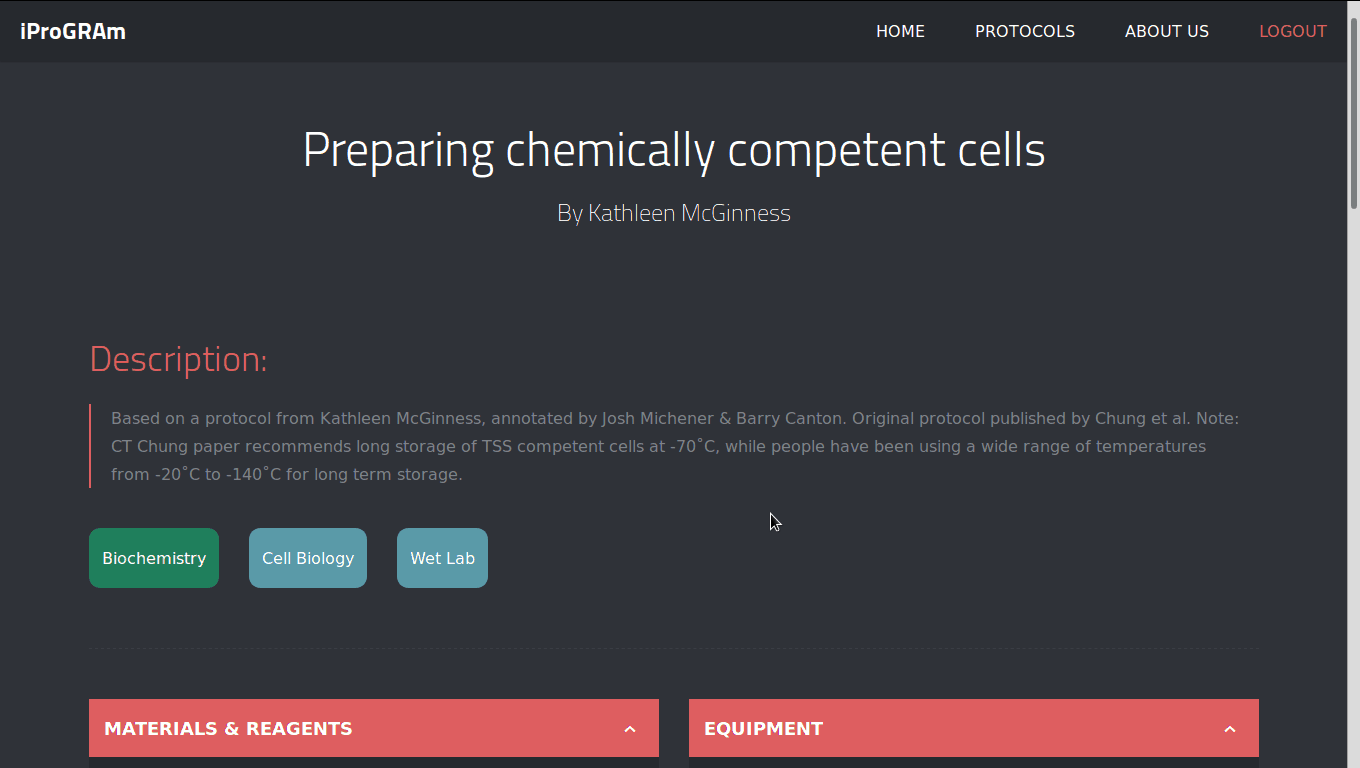 iProGRAm
HOME PROTOCOLS ABOUT US LOGOUT
Preparing chemically competent cells
By Kathleen McGinness
Description:
Based on a protocol from Kathleen McGinness, annotated by Josh Michener & Barry Canton. Original protocol published by Chung et al. Note:
CT Chung paper recommends long storage of TSS competent cells at -70˚C, while people have been using a wide range of temperatures
from -20˚C to -140˚C for long term storage.
Biochemistry Cell Biology Wet Lab
MATERIALS & REAGENTS EQUIPMENT